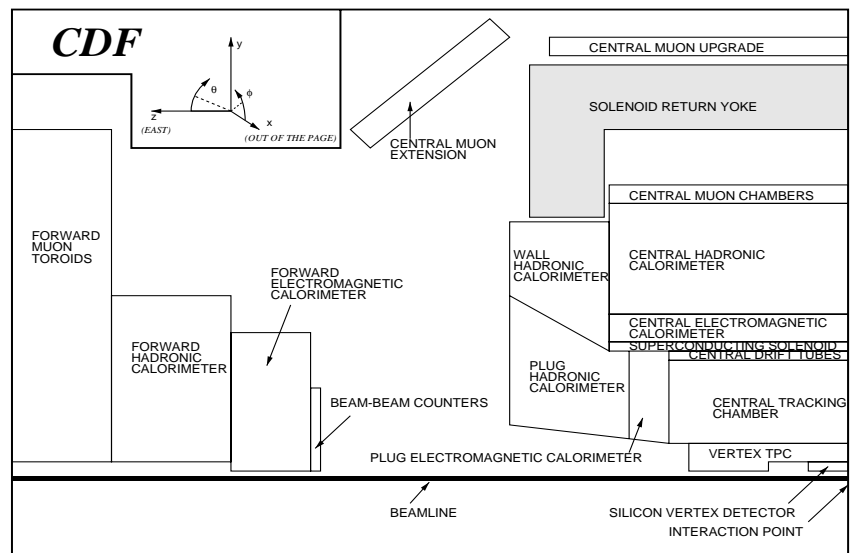 CDF
y
θ
ϕ
z
x
(EAST)
(OUT OF THE PAGE)
CENTRAL MUON UPGRADE
SOLENOID RETURN YOKE
CENTRAL MUON
EXTENSION
CENTRAL MUON CHAMBERS
FORWARD
MUON
TOROIDS
WALL
HADRONIC
CALORIMETER
CENTRAL HADRONIC
CALORIMETER
FORWARD
ELECTROMAGNETIC
CALORIMETER
CENTRAL ELECTROMAGNETIC
CALORIMETER
SUPERCONDUCTING SOLENOID
CENTRAL DRIFT TUBES
FORWARD
HADRONIC
CALORIMETER
PLUG
HADRONIC
CALORIMETER
BEAM-BEAM COUNTERS
CENTRAL TRACKING
CHAMBER
PLUG ELECTROMAGNETIC CALORIMETER
VERTEX TPC
BEAMLINE
SILICON VERTEX DETECTOR
INTERACTION POINT